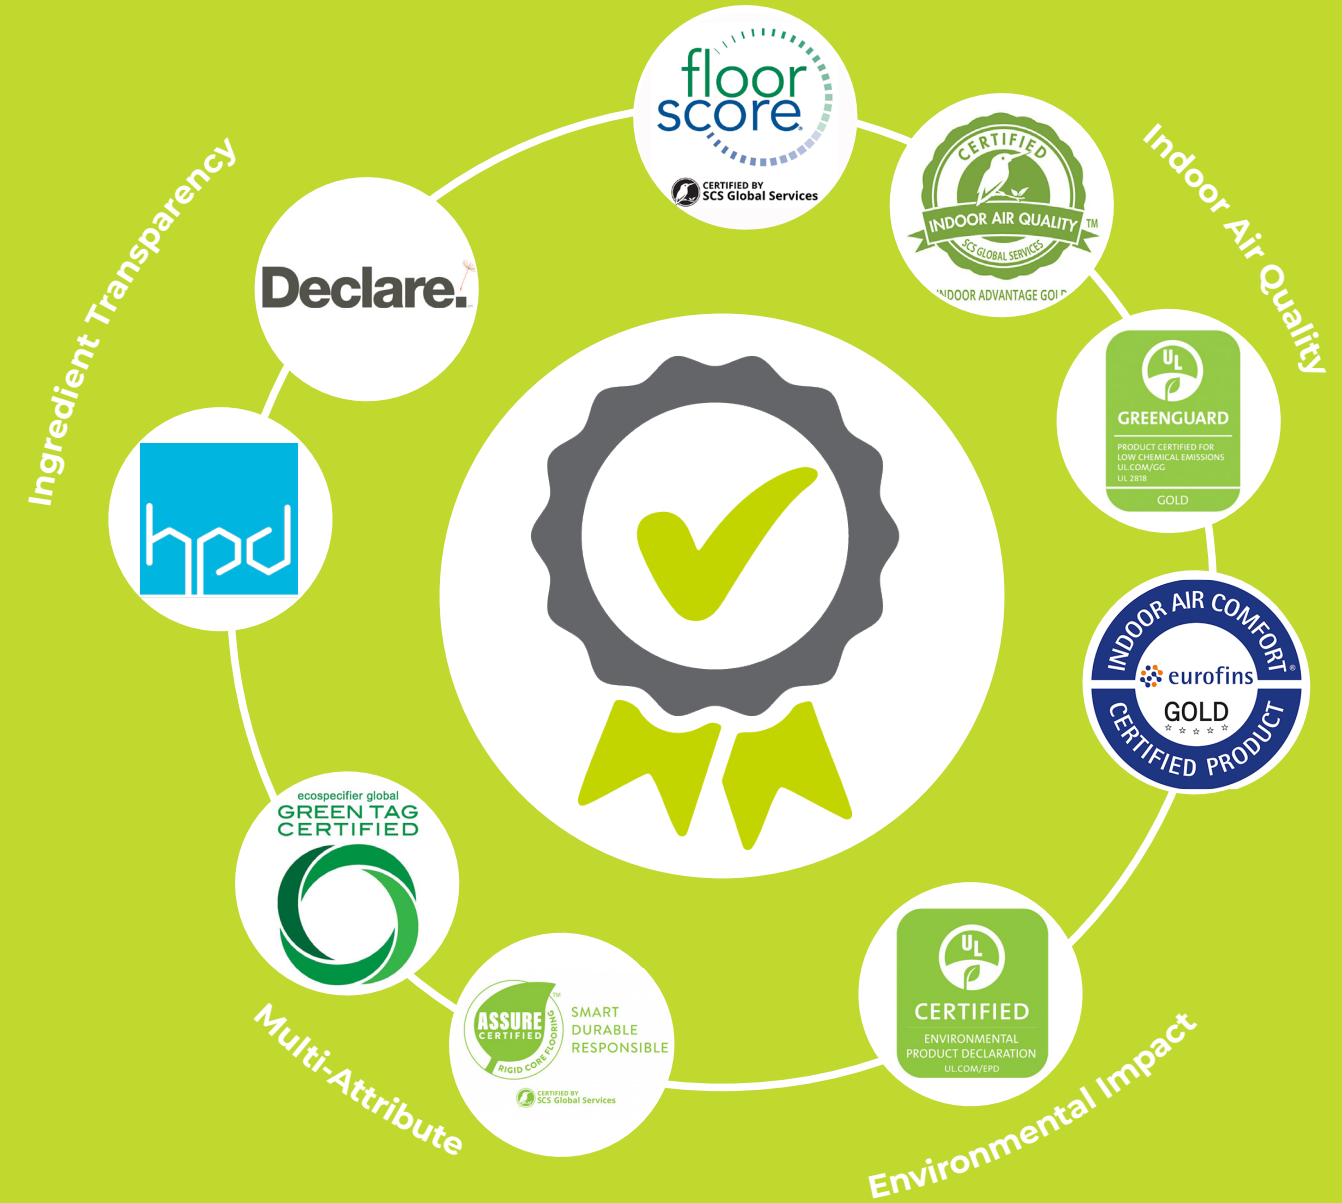 floor
score
CERTIFIED BY
SCS Global Services
CERTIFIED
INDOOR AIR QUALITY TM
SCS GLOBAL SERVICES
INDOOR ADVANTAGE GOLD
Indoor Air Quality
UL
GREENGUARD
PRODUCT CERTIFIED FOR
LOW CHEMICAL EMISSIONS
UL.COM/GG
UL 2818
GOLD
INDOOR AIR COMFORT ®
eurofins
GOLD
CERTIFIED PRODUCT
UL
CERTIFIED
ENVIRONMENTAL
PRODUCT DECLARATION
UL.COM/EPD
Environmental Impact
ASSURE
CERTIFIED
TM
RIGID CORE FLOORING
SMART
DURABLE
RESPONSIBLE
CERTIFIED BY
SCS Global Services
ecospecifier global
GREEN TAG
CERTIFIED
Multi-Attribute
hpd
Declare.
Ingredient Transparency